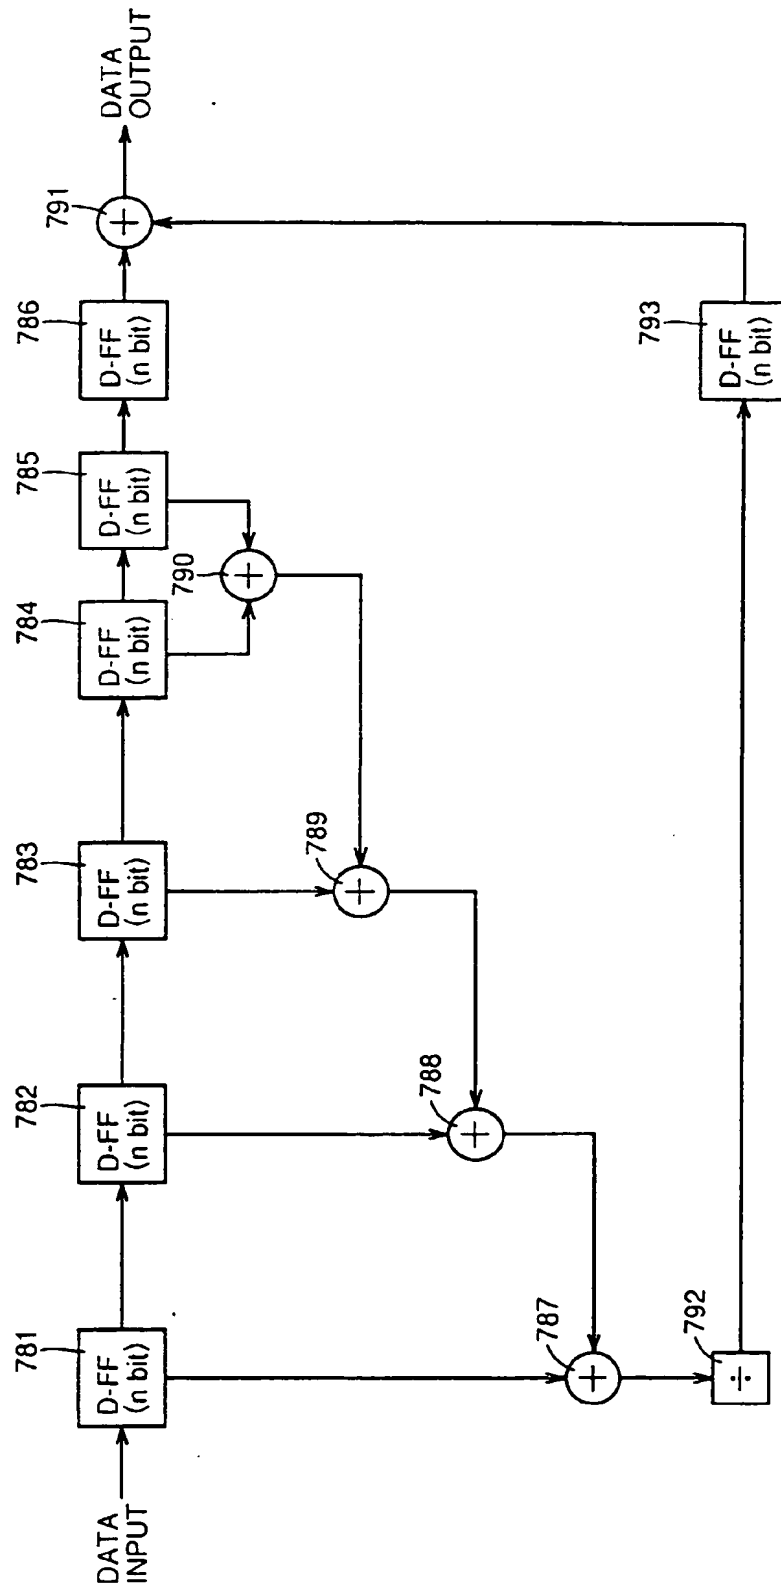 DATA
INPUT
781
D-FF
(n bit)
782
D-FF
(n bit)
783
D-FF
(n bit)
784
D-FF
(n bit)
785
D-FF
(n bit)
786
D-FF
(n bit)
791
+
DATA
OUTPUT
790
+
789
+
788
+
787
+
792
÷
793
D-FF
(n bit)